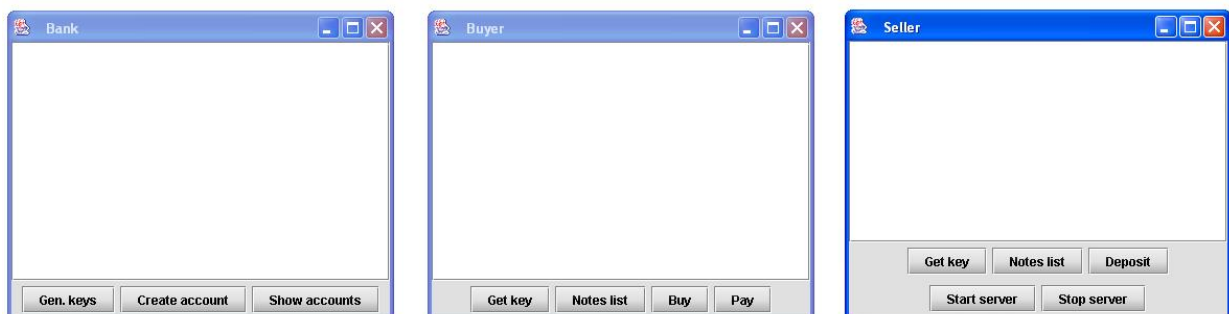 Bank
Gen. keys Create account Show accounts
Buyer
Get key Notes list Buy Pay
Seller
Get key Notes list Deposit
Start server Stop server